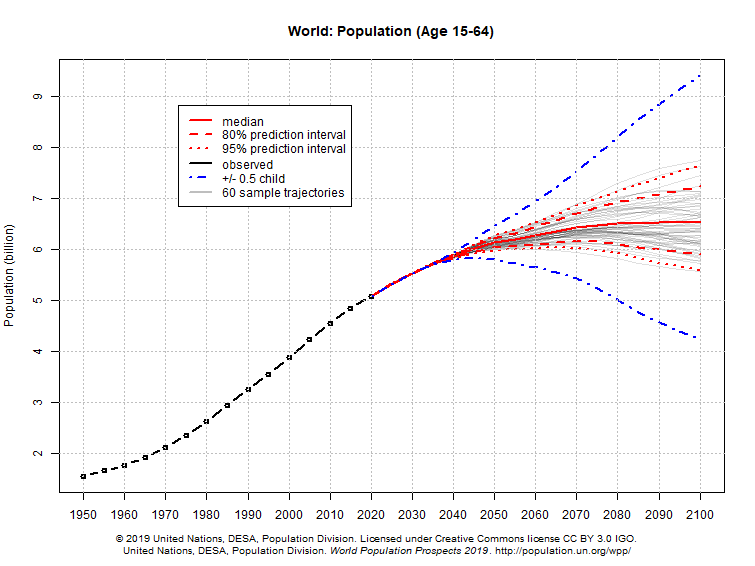 World: Population (Age 15-64)
median
80% prediction interval
95% prediction interval
observed
+/- 0.5 child
60 sample trajectories
Population (billion)
9
8
7
6
5
4
3
2
1950 1960 1970 1980 1990 2000 2010 2020 2030 2040 2050 2060 2070 2080 2090 2100
© 2019 United Nations, DESA, Population Division. Licensed under Creative Commons license CC BY 3.0 IGO.
United Nations, DESA, Population Division. World Population Prospects 2019. http://population.un.org/wpp/